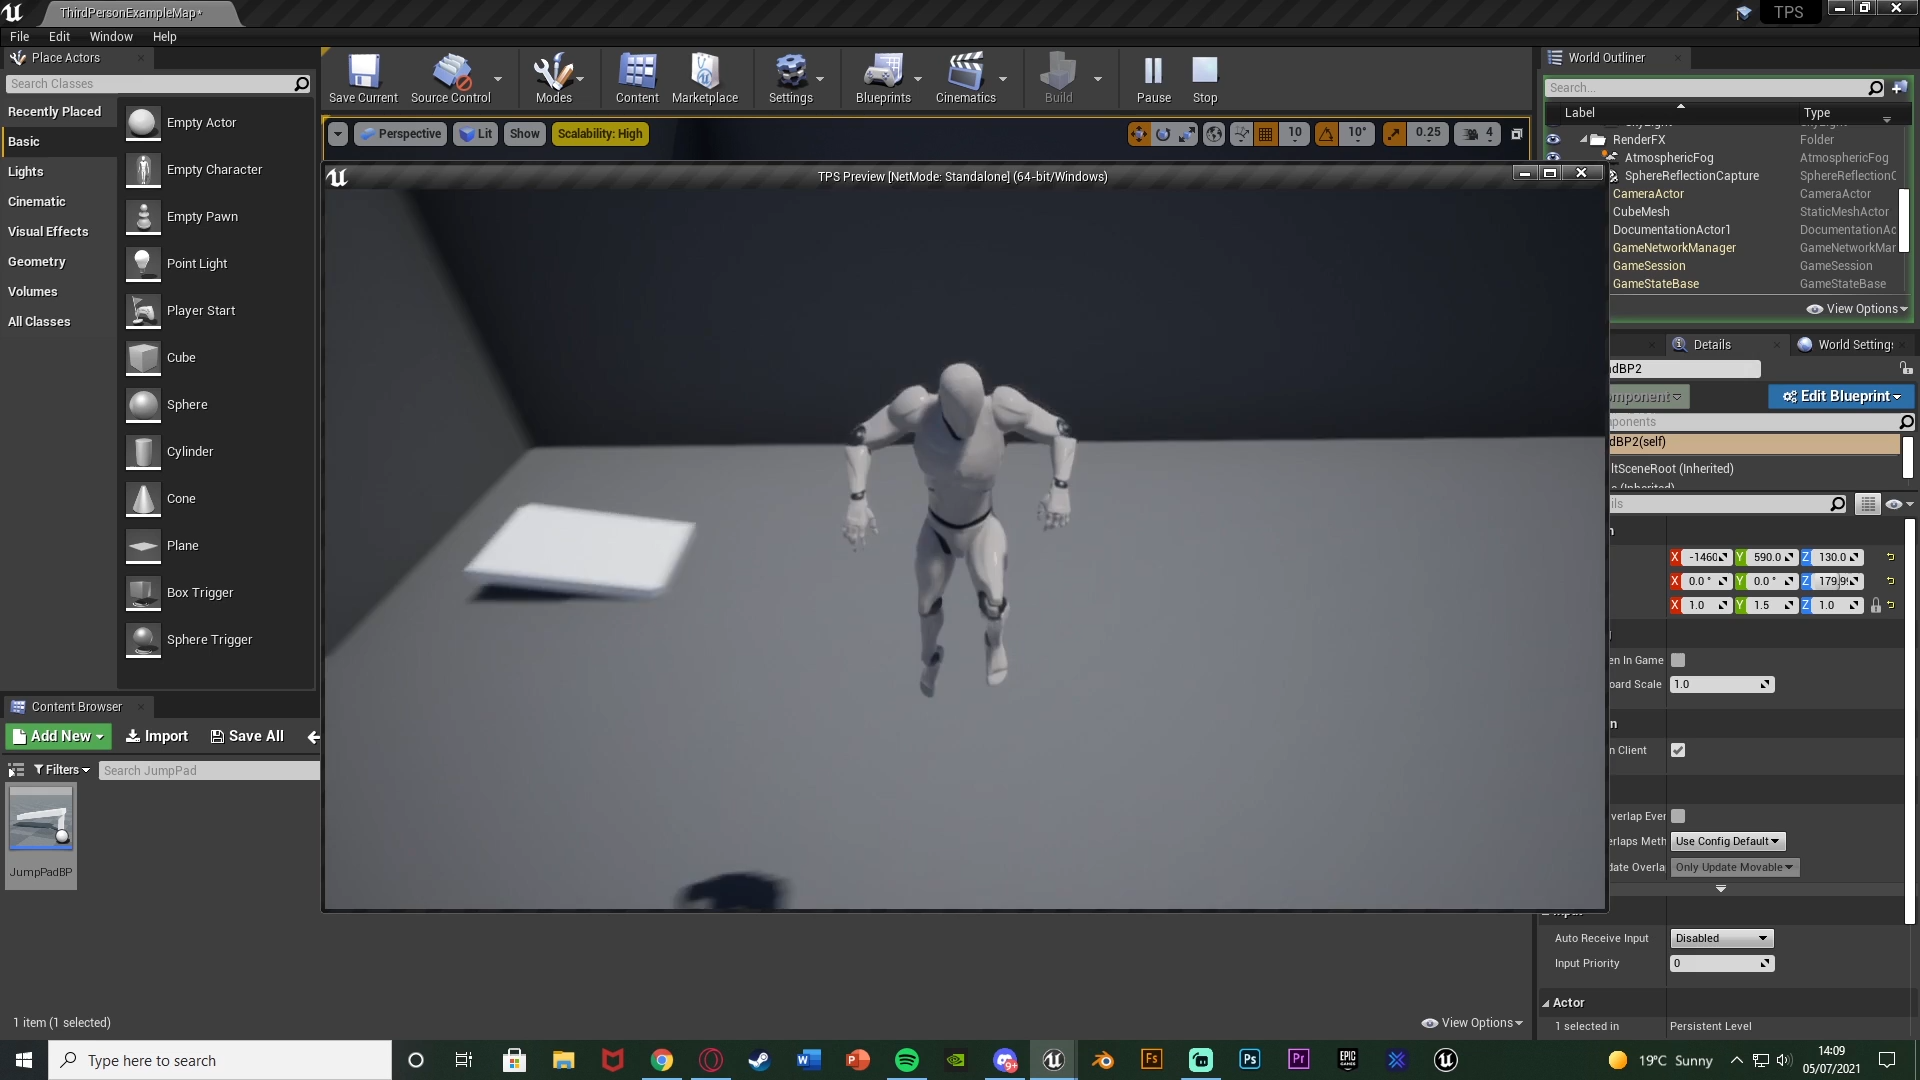 ThirdPersonExampleMap*
TPS
File Edit Window Help
Place Actors
Search Classes
Recently Placed
Basic
Lights
Cinematic
Visual Effects
Geometry
Volumes
All Classes
Empty Actor
Empty Character
Empty Pawn
Point Light
Player Start
Cube
Sphere
Cylinder
Cone
Plane
Box Trigger
Sphere Trigger
Save Current
Source Control
Modes
Content
Marketplace
Settings
Blueprints
Cinematics
Build
Pause
Stop
Perspective Lit Show Scalability: High
10 10° 0.25 4
TPS Preview [NetMode: Standalone] (64-bit/Windows)
World Outliner
Search...
Label Type
RenderFX Folder
AtmosphericFog AtmosphericFog
SphereReflectionCapture SphereReflectionC
CameraActor CameraActor
CubeMesh StaticMeshActor
DocumentationActor1 DocumentationAc
GameNetworkManager GameNetworkMar
GameSession GameSession
GameStateBase GameStateBase
View Options
Details World Settings
dBP2
mponent Edit Blueprint
ponents
dBP2(self)
ltSceneRoot (Inherited)
ils
X -1460 Y 590.0 Z 130.0
X 0.0 ° Y 0.0 ° Z 179.9
X 1.0 Y 1.5 Z 1.0
en In Game
oard Scale 1.0
n Client
verlap Even
erlaps Meth Use Config Default
date Overla Only Update Movable
Input
Auto Receive Input Disabled
Input Priority 0
Actor
1 selected in Persistent Level
Content Browser
Add New Import Save All
Filters Search JumpPad
JumpPadBP
1 item (1 selected)
View Options
Type here to search
19°C Sunny
14:09
05/07/2021